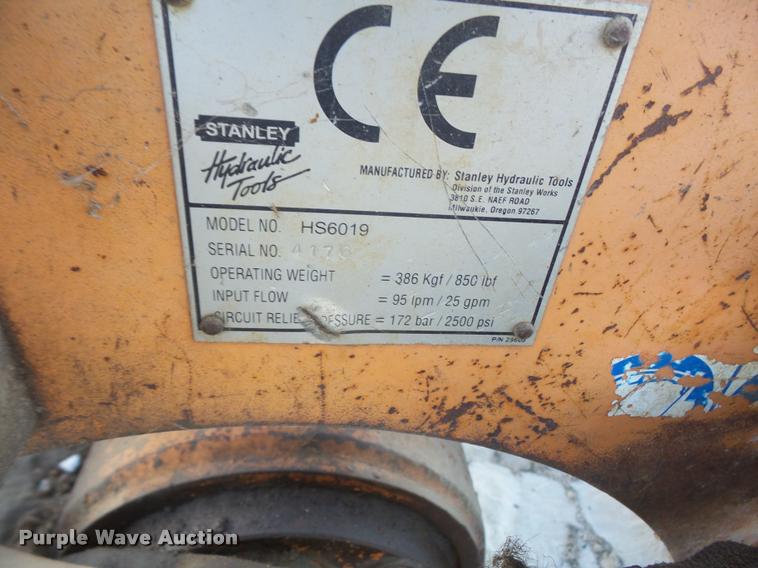 CE
STANLEY
Hydraulic
Tools
MANUFACTURED BY: Stanley Hydraulic Tools
Division of the Stanley Works
3810 S.E. NAEF ROAD
Milwaukie, Oregon 97267
MODEL NO. HS6019
SERIAL NO. 4176
OPERATING WEIGHT = 386 Kgf / 850 lbf
INPUT FLOW = 95 lpm / 25 gpm
CIRCUIT RELIEF PRESSURE = 172 bar / 2500 psi
P/N
Purple Wave Auction